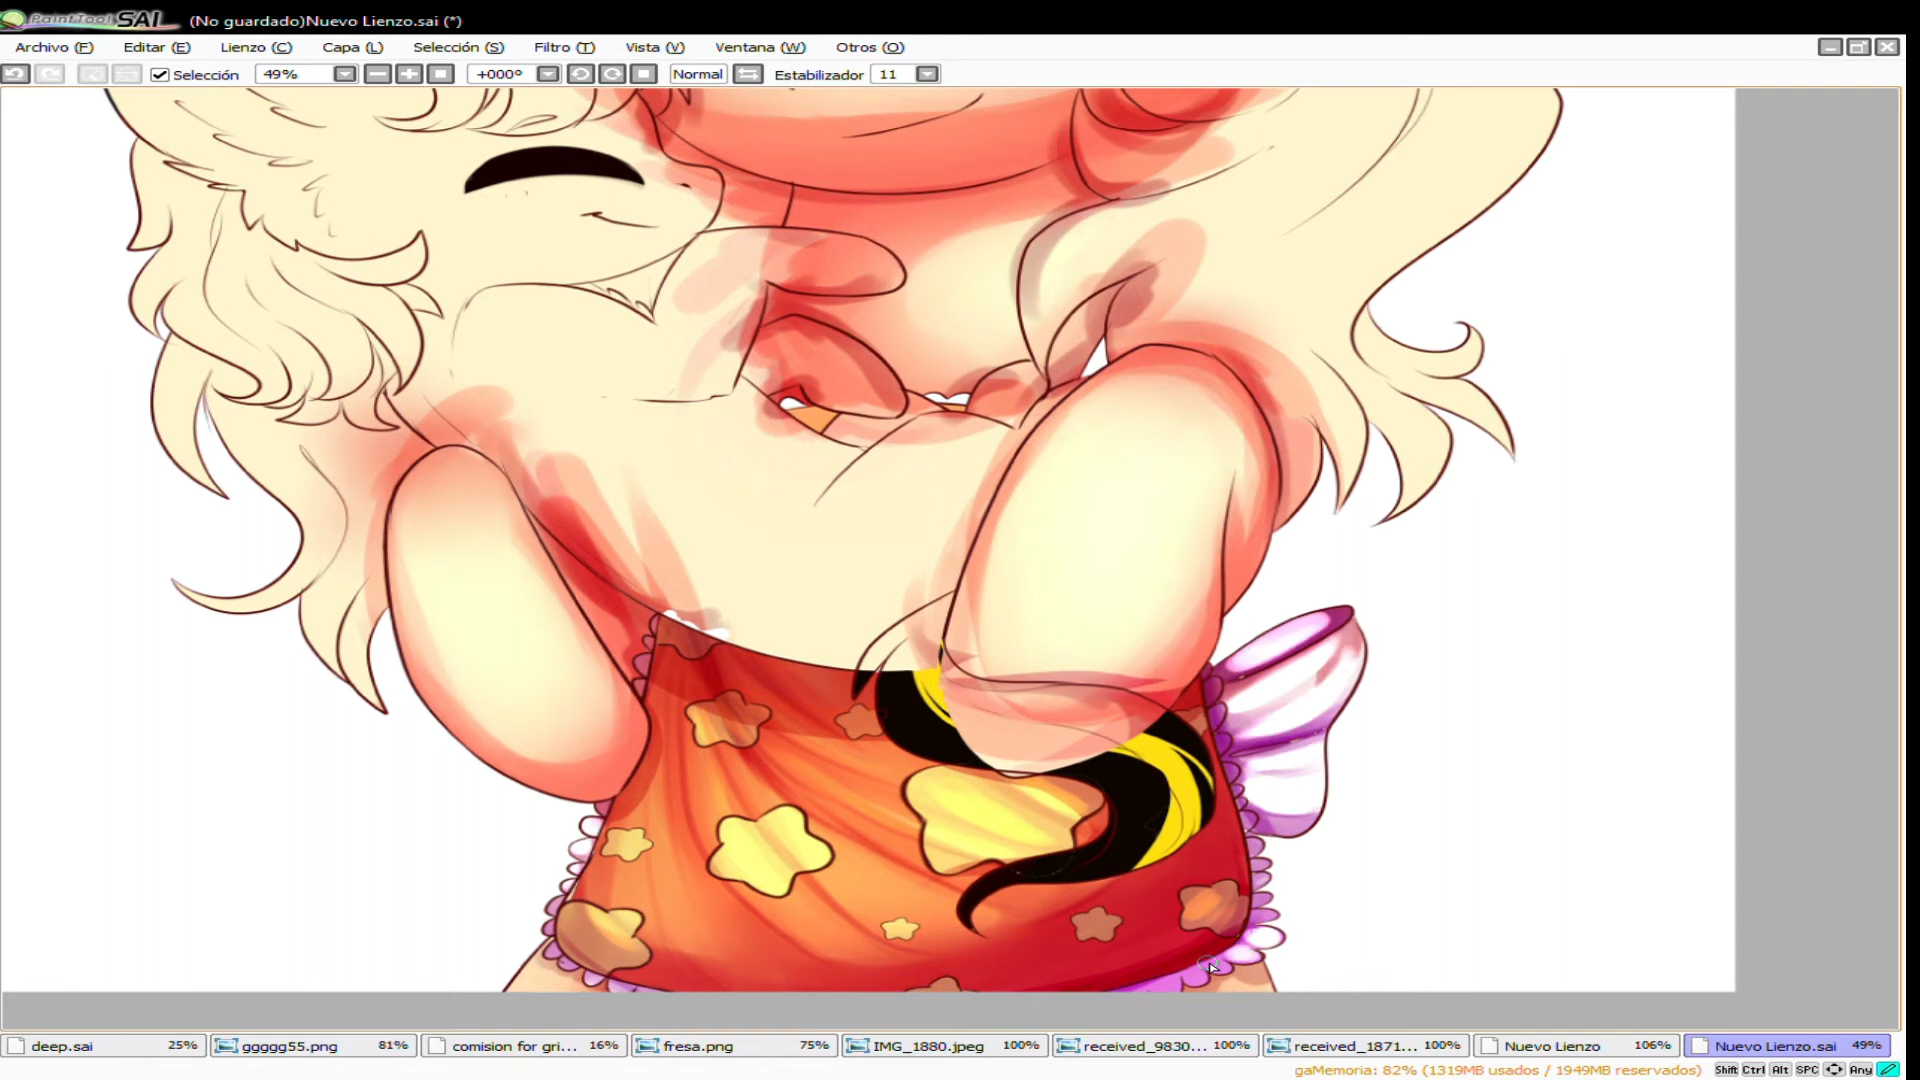 PaintTool SAI (No guardado)Nuevo Lienzo.sai (*)
Archivo (F) Editar (E) Lienzo (C) Capa (L) Selección (S) Filtro (T) Vista (V) Ventana (W) Otros (O)
Selección 49% +000º Normal Estabilizador 11
deep.sai 25% ggggg55.png 81% comision for gri... 16% fresa.png 75% IMG_1880.jpeg 100% received_9830... 100% received_1871... 100% Nuevo Lienzo 106% Nuevo Lienzo.sai 49%
gaMemoria: 82% (1319MB usados / 1949MB reservados) Shift Ctrl Alt SPC Any